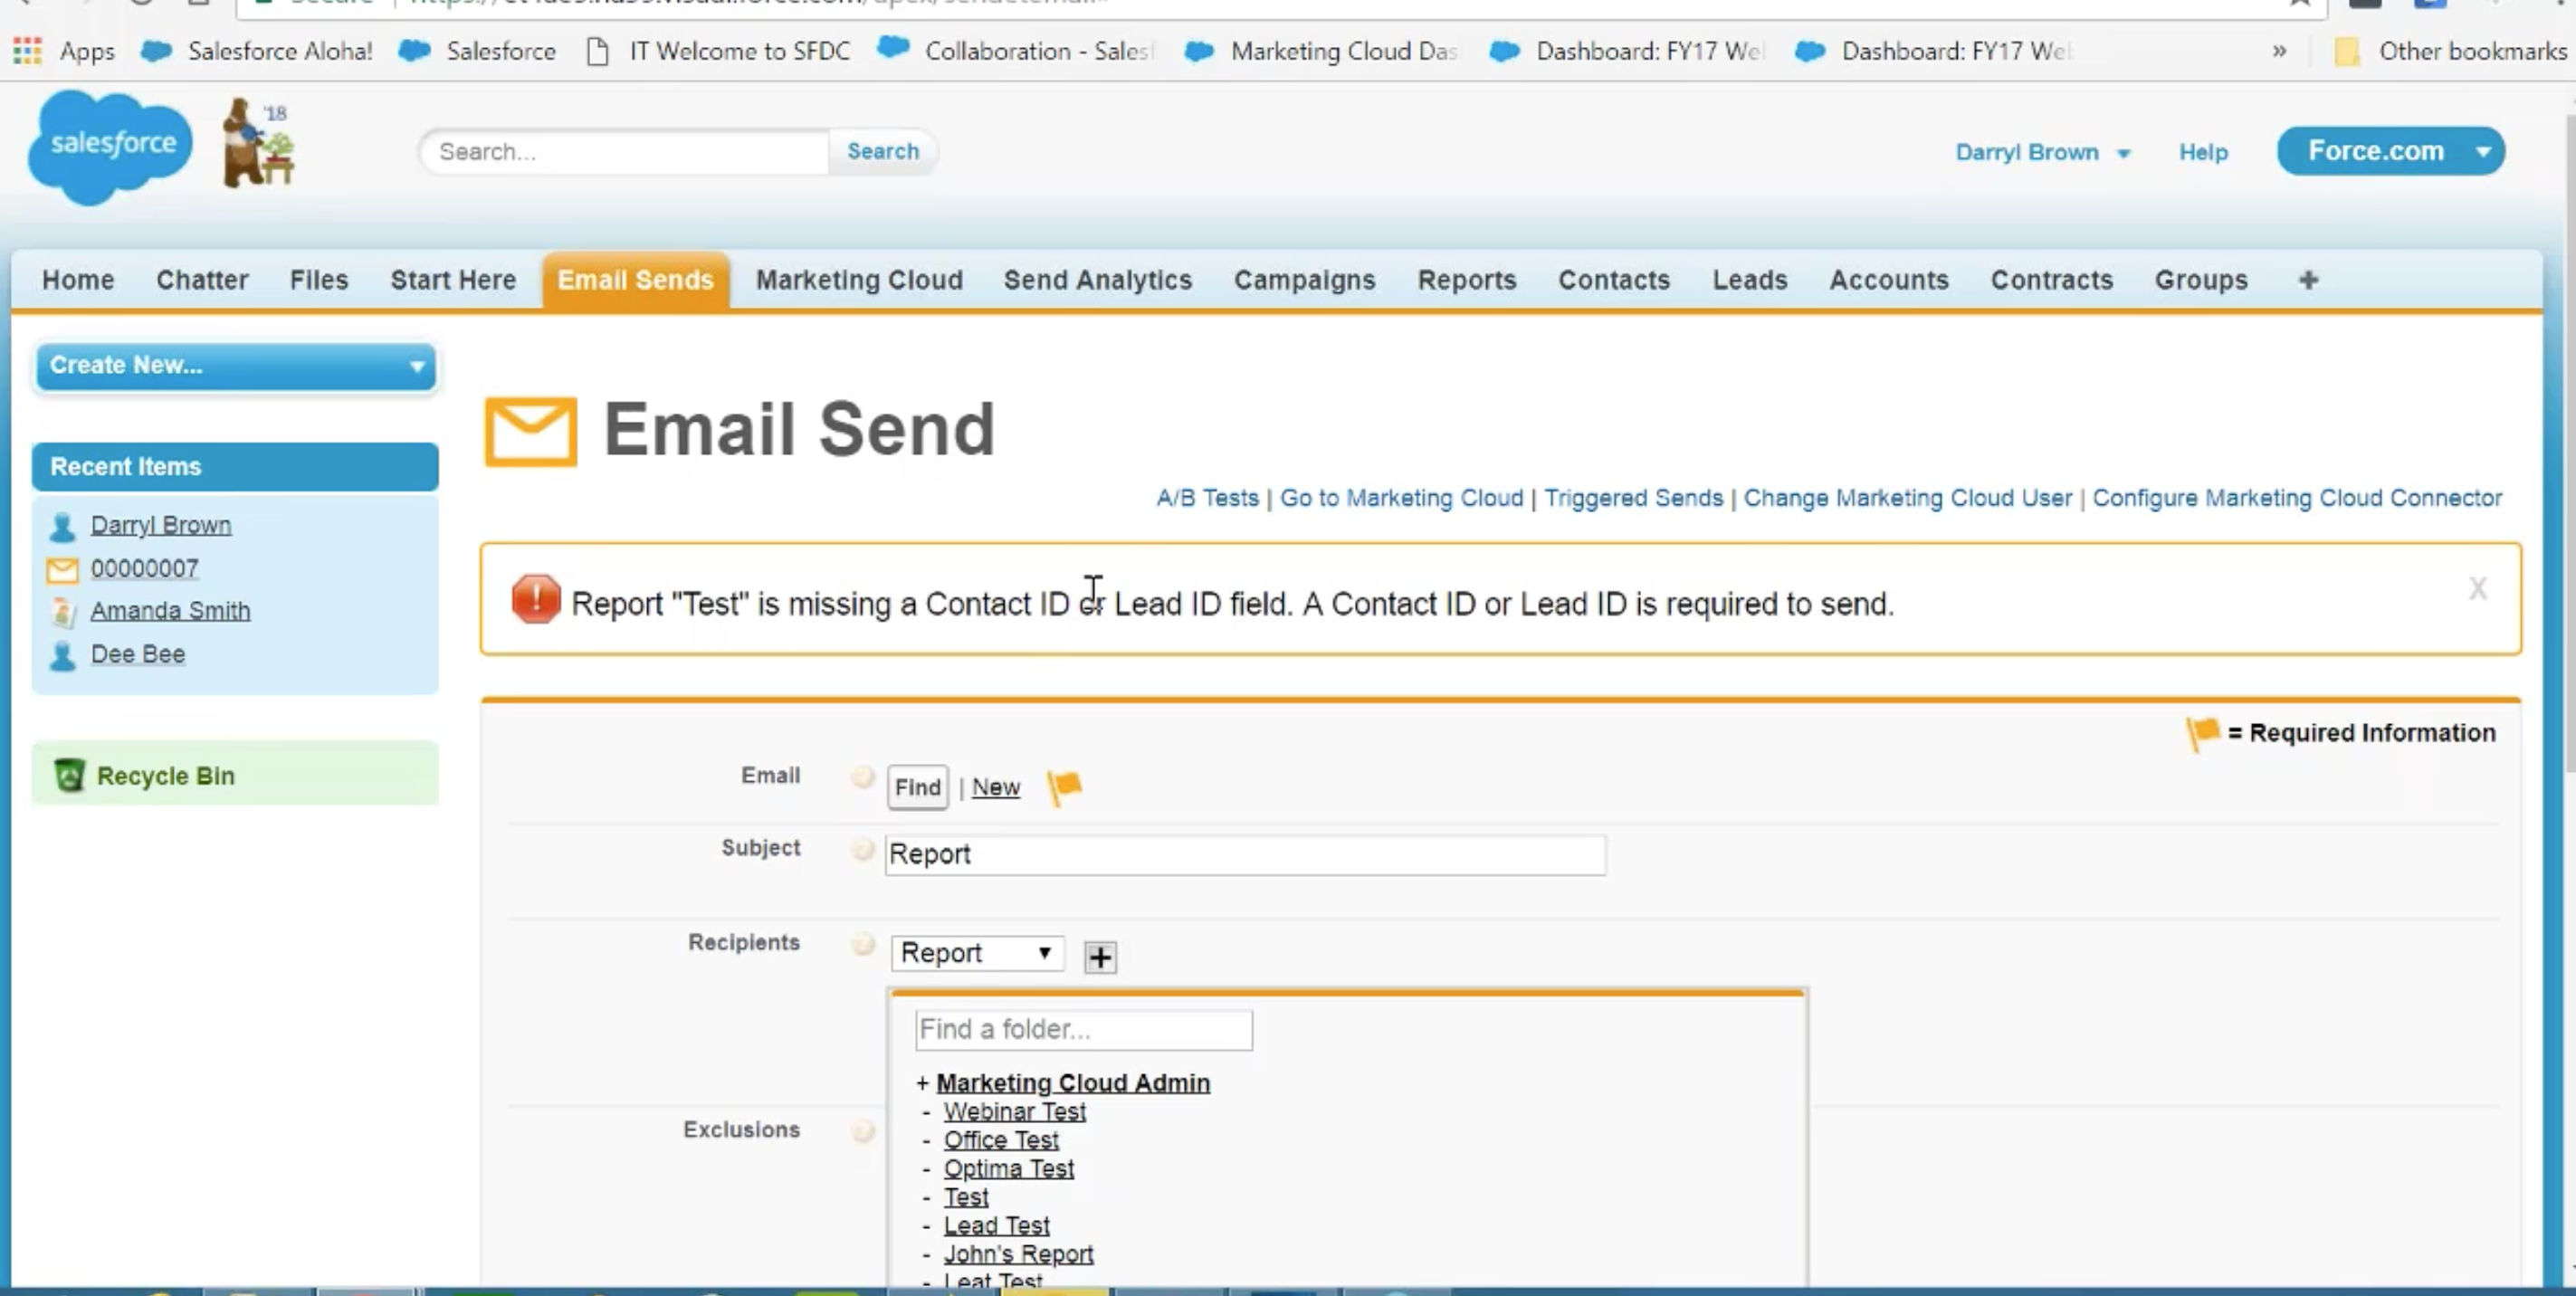 Apps Salesforce Aloha! Salesforce IT Welcome to SFDC Collaboration - Salesf Marketing Cloud Das Dashboard: FY17 Wel Dashboard: FY17 Wel » Other bookmarks
salesforce '18 Search... Search Darryl Brown Help Force.com
Home Chatter Files Start Here Email Sends Marketing Cloud Send Analytics Campaigns Reports Contacts Leads Accounts Contracts Groups +
Create New...
Email Send
Recent Items
A/B Tests | Go to Marketing Cloud | Triggered Sends | Change Marketing Cloud User | Configure Marketing Cloud Connector
Darryl Brown
00000007
Amanda Smith
Dee Bee
Report "Test" is missing a Contact ID or Lead ID field. A Contact ID or Lead ID is required to send. X
= Required Information
Recycle Bin
Email Find | New
Subject Report
Recipients Report +
Find a folder...
+ Marketing Cloud Admin
- Webinar Test
Exclusions
- Office Test
- Optima Test
- Test
- Lead Test
- John's Report
- Leat Test